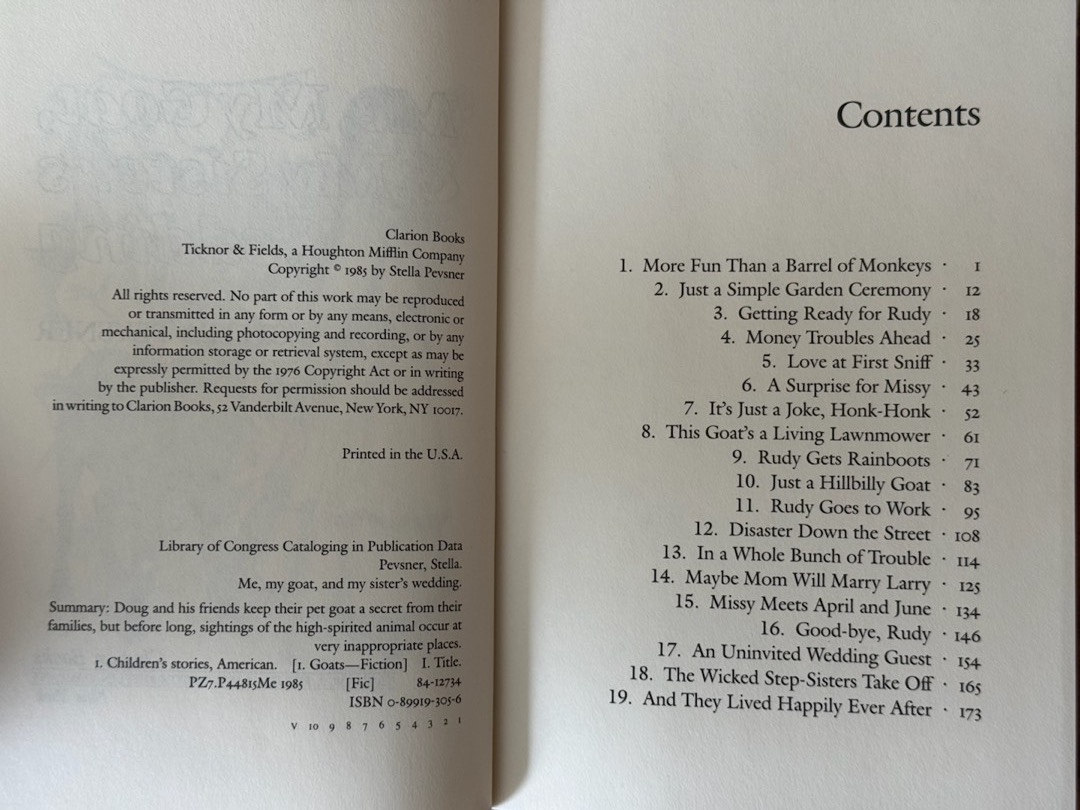 Clarion Books
Ticknor & Fields, a Houghton Mifflin Company
Copyright © 1985 by Stella Pevsner
All rights reserved. No part of this work may be reproduced
or transmitted in any form or by any means, electronic or
mechanical, including photocopying and recording, or by any
information storage or retrieval system, except as may be
expressly permitted by the 1976 Copyright Act or in writing
by the publisher. Requests for permission should be addressed
in writing to Clarion Books, 52 Vanderbilt Avenue, New York, NY 10017.
Printed in the U.S.A.
Library of Congress Cataloging in Publication Data
Pevsner, Stella.
Me, my goat, and my sister's wedding.
Summary: Doug and his friends keep their pet goat a secret from their
families, but before long, sightings of the high-spirited animal occur at
very inappropriate places.
1. Children's stories, American. [1. Goats—Fiction] I. Title.
PZ7.P44815Me 1985 [Fic] 84-12734
ISBN 0-89919-305-6
V 10 9 8 7 6 5 4 3 2 1
Contents
1. More Fun Than a Barrel of Monkeys · 1
2. Just a Simple Garden Ceremony · 12
3. Getting Ready for Rudy · 18
4. Money Troubles Ahead · 25
5. Love at First Sniff · 33
6. A Surprise for Missy · 43
7. It's Just a Joke, Honk-Honk · 52
8. This Goat's a Living Lawnmower · 61
9. Rudy Gets Rainboots · 71
10. Just a Hillbilly Goat · 83
11. Rudy Goes to Work · 95
12. Disaster Down the Street · 108
13. In a Whole Bunch of Trouble · 114
14. Maybe Mom Will Marry Larry · 125
15. Missy Meets April and June · 134
16. Good-bye, Rudy · 146
17. An Uninvited Wedding Guest · 154
18. The Wicked Step-Sisters Take Off · 165
19. And They Lived Happily Ever After · 173